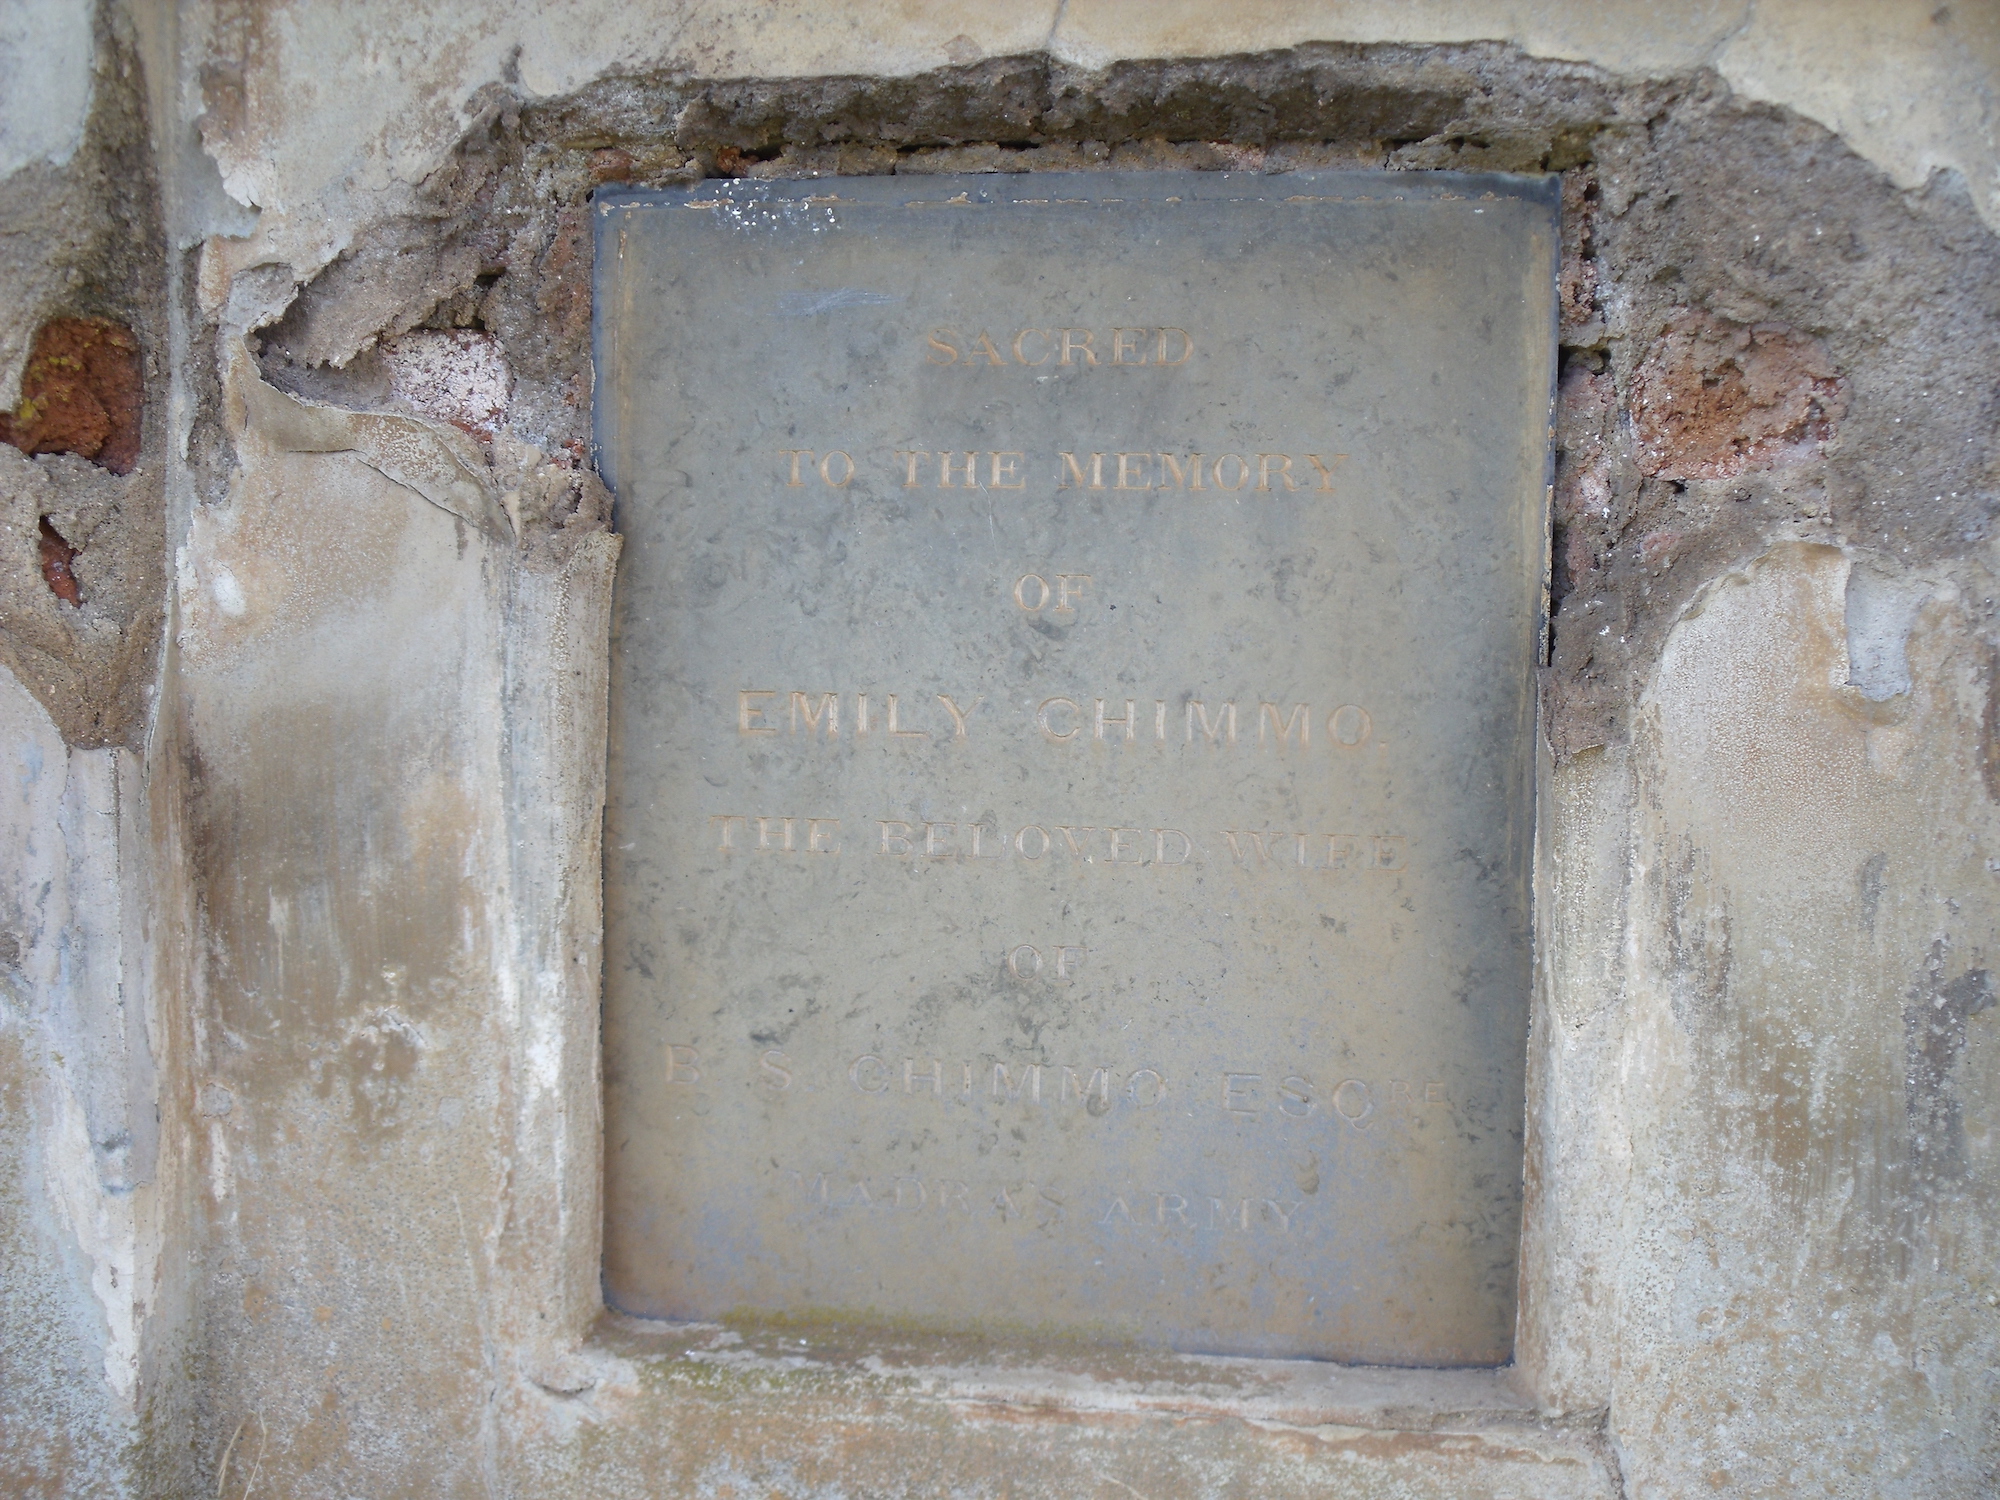 SACRED
TO THE MEMORY
OF
EMILY CHIMMO,
THE BELOVED WIFE
OF
B S CHIMMO ESQRE
MADRAS ARMY